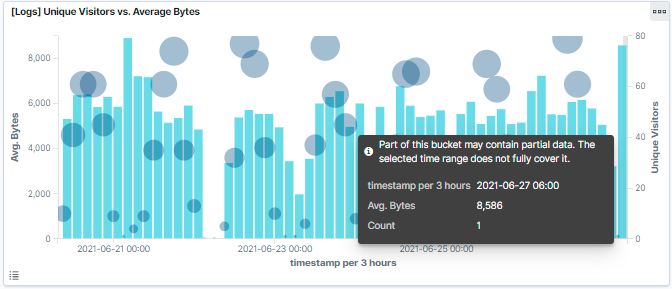 [Logs] Unique Visitors vs. Average Bytes
8,000
6,000
4,000
2,000
0
Avg. Bytes
80
60
40
20
0
Unique Visitors
Part of this bucket may contain partial data. The
selected time range does not fully cover it.
timestamp per 3 hours 2021-06-27 06:00
Avg. Bytes 8,586
Count 1
2021-06-21 00:00
2021-06-23 00:00
2021-06-25 00:00
timestamp per 3 hours